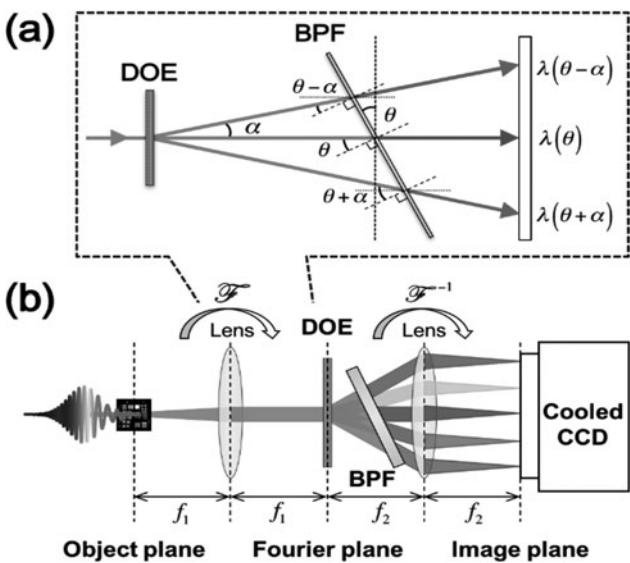 (a)
BPF
DOE
θ−α
θ
α
θ
θ+α
λ(θ−α)
λ(θ)
λ(θ+α)
(b)
ℱ
Lens
DOE
ℱ⁻¹
Lens
BPF
Cooled
CCD
f₁
f₁
f₂
f₂
Object plane
Fourier plane
Image plane